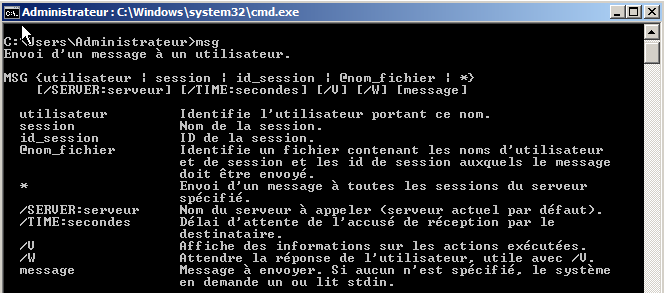 Administrateur : C:\Windows\system32\cmd.exe
C:\Users\Administrateur>msg
Envoi d'un message à un utilisateur.
MSG {utilisateur | session | id_session | @nom_fichier | *}
[/SERVER:serveur] [/TIME:secondes] [/V] [/W] [message]
utilisateur Identifie l'utilisateur portant ce nom.
session Nom de la session.
id_session ID de la session.
@nom_fichier Identifie un fichier contenant les noms d'utilisateur
et de session et les id de session auxquels le message
doit être envoyé.
* Envoi d'un message à toutes les sessions du serveur
spécifié.
/SERVER:serveur Nom du serveur à appeler (serveur actuel par défaut).
/TIME:secondes Délai d'attente de l'accusé de réception par le
destinataire.
/V Affiche des informations sur les actions exécutées.
/W Attendre la réponse de l'utilisateur, utile avec /V.
message Message à envoyer. Si aucun n'est spécifié, le système
en demande un ou lit stdin.